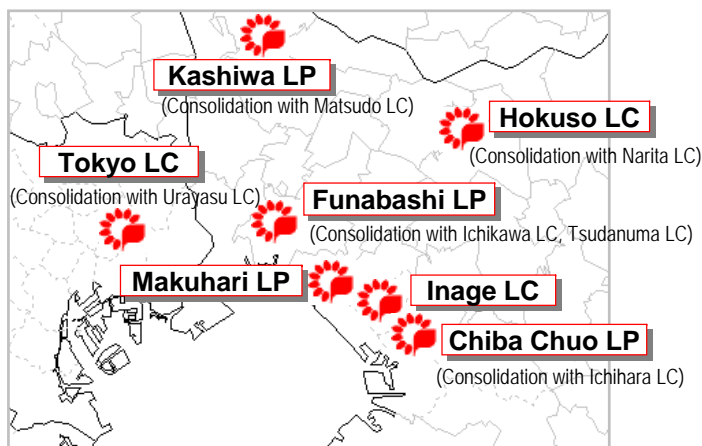 Kashiwa LP
(Consolidation with Matsudo LC)
Hokuso LC
(Consolidation with Narita LC)
Tokyo LC
(Consolidation with Urayasu LC)
Funabashi LP
(Consolidation with Ichikawa LC, Tsudanuma LC)
Makuhari LP
Inage LC
Chiba Chuo LP
(Consolidation with Ichihara LC)